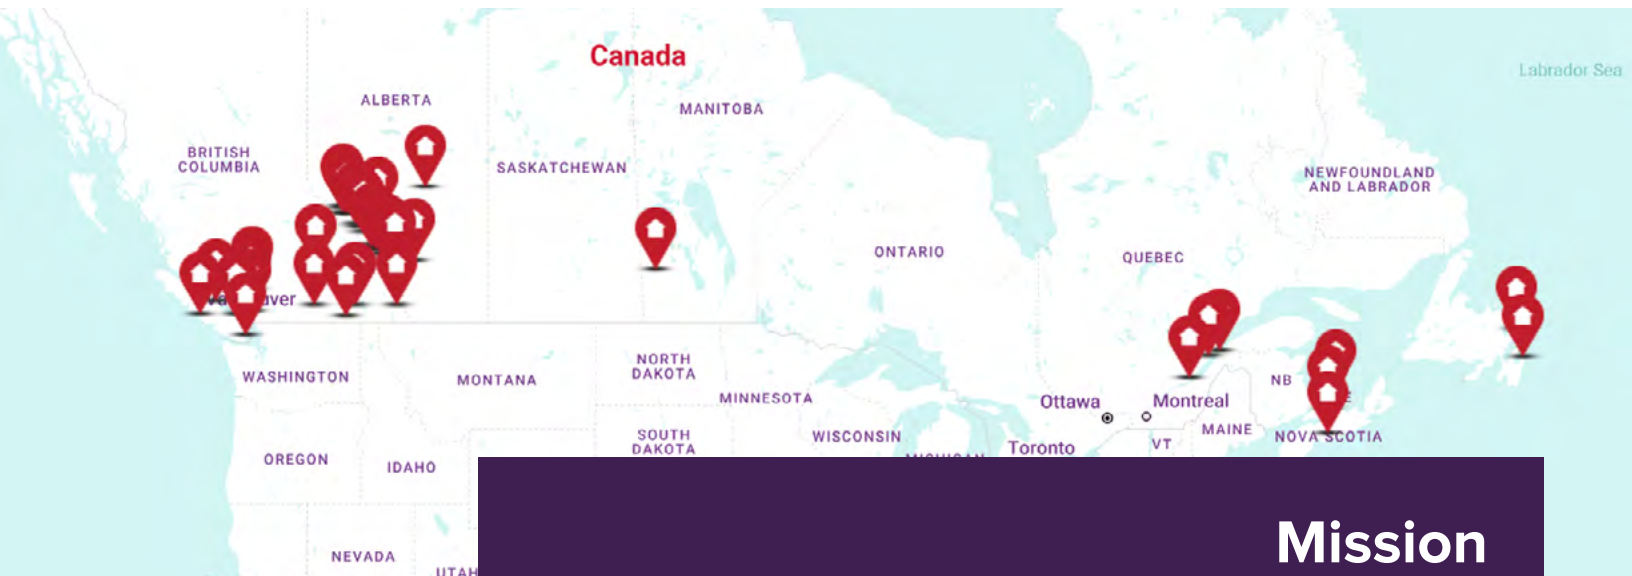 Canada
Labrador Sea
ALBERTA
MANITOBA
BRITISH
COLUMBIA
SASKATCHEWAN
NEWFOUNDLAND
AND LABRADOR
ONTARIO
QUEBEC
WASHINGTON
MONTANA
NORTH
DAKOTA
MINNESOTA
NB
Ottawa
Montreal
MAINE
NOVA SCOTIA
OREGON
IDAHO
SOUTH
DAKOTA
WISCONSIN
Toronto
VT
NEVADA
UTAH
Mission